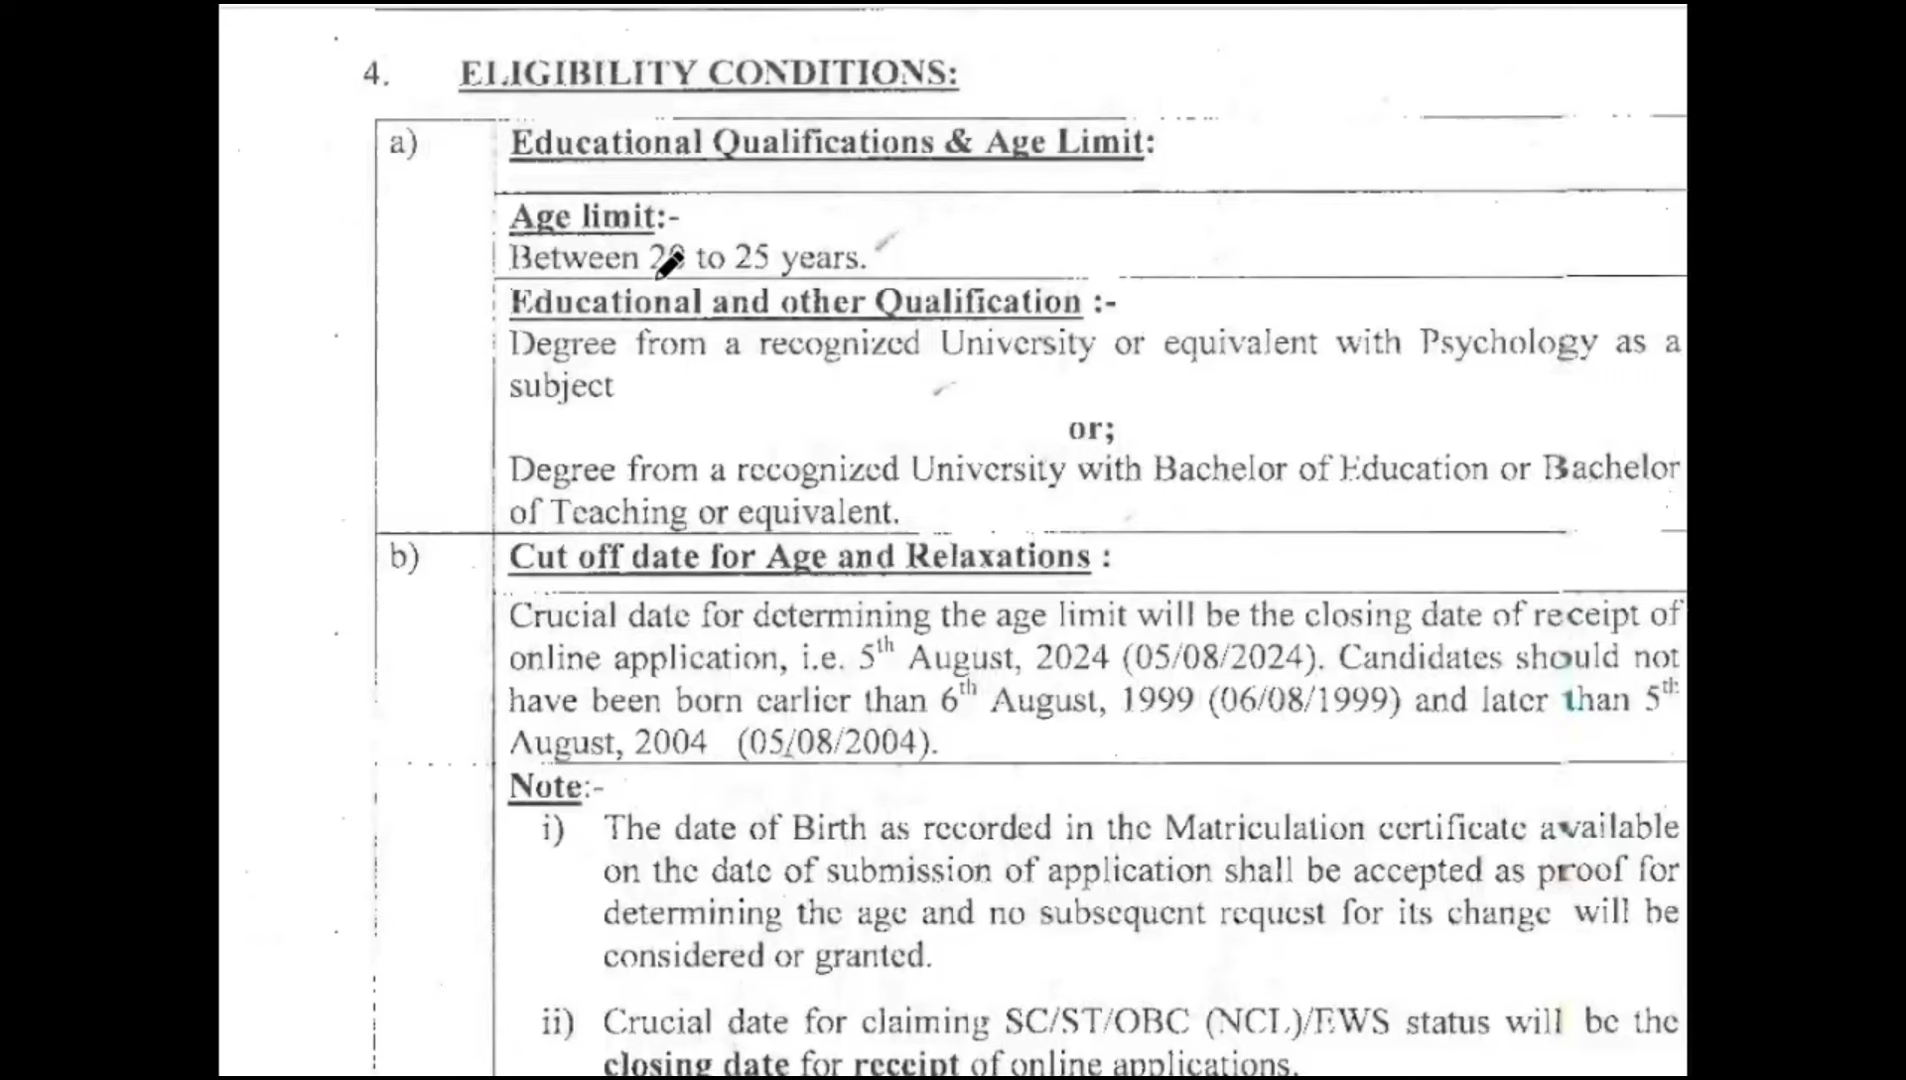 4. ELIGIBILITY CONDITIONS:
a) Educational Qualifications & Age Limit:
Age limit:-
Between 20 to 25 years.
Educational and other Qualification :-
Degree from a recognized University or equivalent with Psychology as a
subject
or;
Degree from a recognized University with Bachelor of Education or Bachelor
of Teaching or equivalent.
b) Cut off date for Age and Relaxations :
Crucial date for determining the age limit will be the closing date of receipt of
online application, i.e. 5th August, 2024 (05/08/2024). Candidates should not
have been born earlier than 6th August, 1999 (06/08/1999) and later than 5th
August, 2004 (05/08/2004).
Note:-
i) The date of Birth as recorded in the Matriculation certificate available
on the date of submission of application shall be accepted as proof for
determining the age and no subsequent request for its change will be
considered or granted.
ii) Crucial date for claiming SC/ST/OBC (NCL)/EWS status will be the
closing date for receipt of online applications.